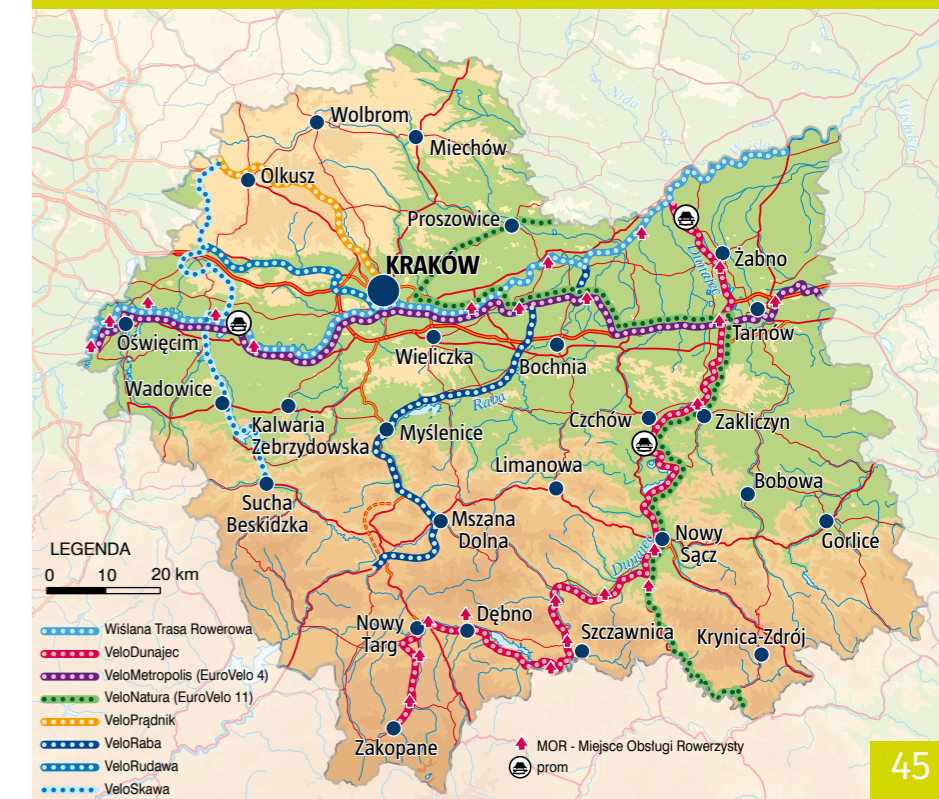 Nida
Wisła
Wolbrom
Miechów
Olkusz
Proszowice
KRAKÓW
Żabno
Dunajec
Oświęcim
Wieliczka
Tarnów
Bochnia
Wadowice
Raba
Kalwaria
Zebrzydowska
Myślenice
Czchów
Zakliczyn
Limanowa
Bobowa
Sucha
Beskidzka
Mszana
Dolna
Nowy
Sącz
Gorlice
Dunajec
LEGENDA
0 10 20 km
Nowy
Targ
Dębno
Szczawnica
Krynica-Zdrój
Zakopane
Wiślana Trasa Rowerowa
VeloDunajec
VeloMetropolis (EuroVelo 4)
VeloNatura (EuroVelo 11)
VeloPrądnik
VeloRaba
VeloRudawa
VeloSkawa
MOR - Miejsce Obsługi Rowerzysty
prom
45